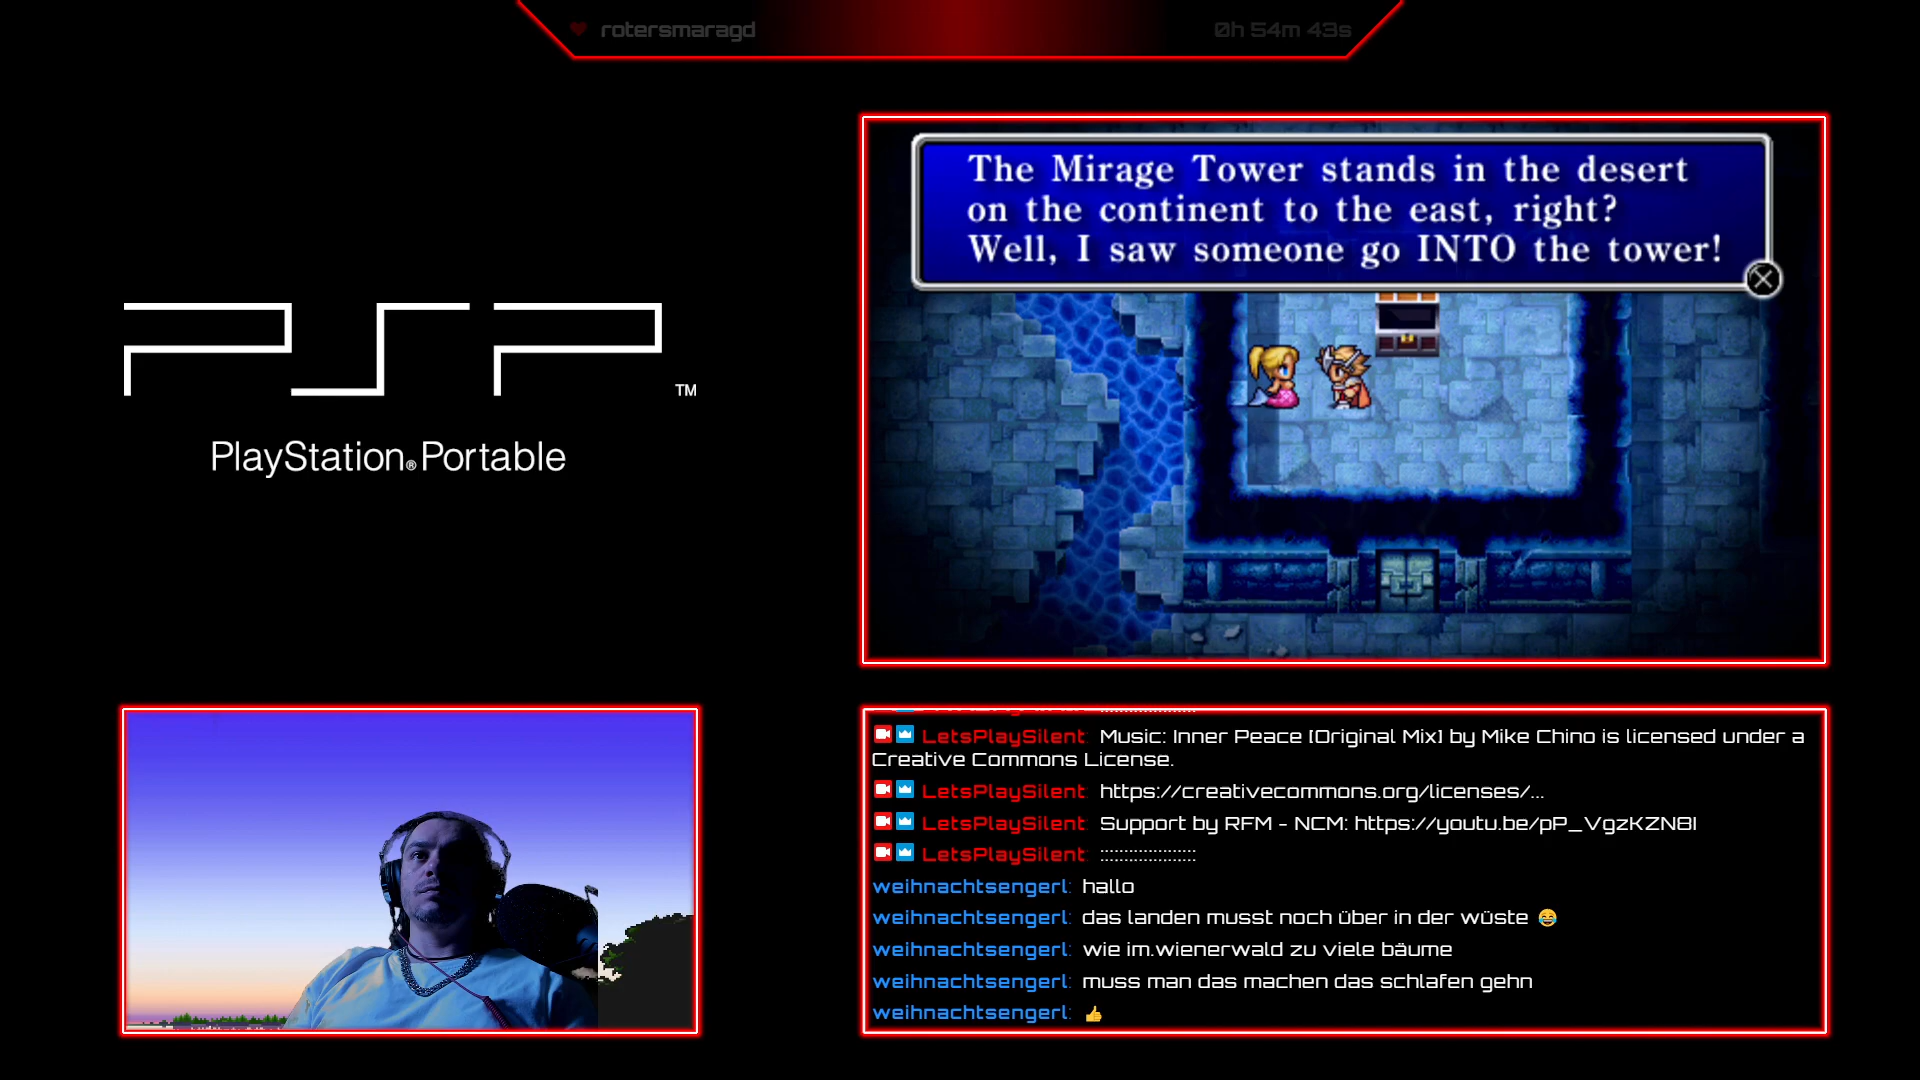 rotersmaragd
0h 54m 43s
The Mirage Tower stands in the desert
on the continent to the east, right?
Well, I saw someone go INTO the tower!
PSP
TM
PlayStation®Portable
LetsPlaySilent: Music: Inner Peace [Original Mix] by Mike Chino is licensed under a
Creative Commons License.
LetsPlaySilent: https://creativecommons.org/licenses/...
LetsPlaySilent: Support by RFM - NCM: https://youtu.be/pP_VgzKZN8I
LetsPlaySilent: ::::::::::::::::::::
weihnachtsengerl: hallo
weihnachtsengerl: das landen musst noch über in der wüste 😂
weihnachtsengerl: wie im.wienerwald zu viele bäume
weihnachtsengerl: muss man das machen das schlafen gehn
weihnachtsengerl: 👍